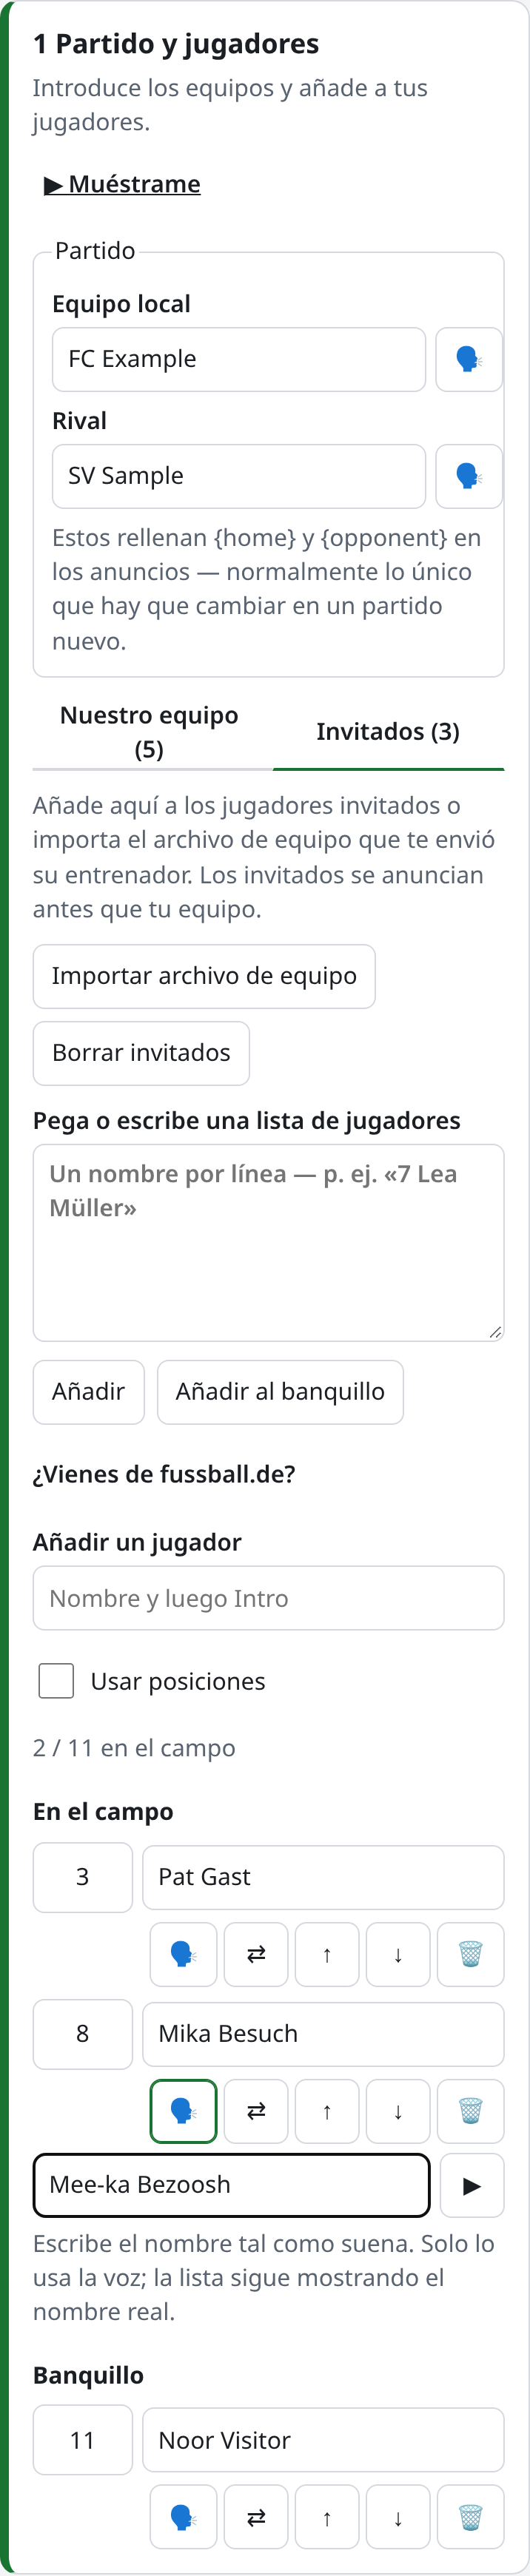 1 Partido y jugadores
Introduce los equipos y añade a tus
jugadores.
▶ Muéstrame
Partido
Equipo local
FC Example
Rival
SV Sample
Estos rellenan {home} y {opponent} en
los anuncios — normalmente lo único
que hay que cambiar en un partido
nuevo.
Nuestro equipo
(5)
Invitados (3)
Añade aquí a los jugadores invitados o
importa el archivo de equipo que te envió
su entrenador. Los invitados se anuncian
antes que tu equipo.
Importar archivo de equipo
Borrar invitados
Pega o escribe una lista de jugadores
Un nombre por línea — p. ej. «7 Lea
Müller»
Añadir
Añadir al banquillo
¿Vienes de fussball.de?
Añadir un jugador
Nombre y luego Intro
Usar posiciones
2 / 11 en el campo
En el campo
3 Pat Gast
⇄ ↑ ↓
8 Mika Besuch
⇄ ↑ ↓
Mee-ka Bezoosh ▶
Escribe el nombre tal como suena. Solo lo
usa la voz; la lista sigue mostrando el
nombre real.
Banquillo
11 Noor Visitor
⇄ ↑ ↓